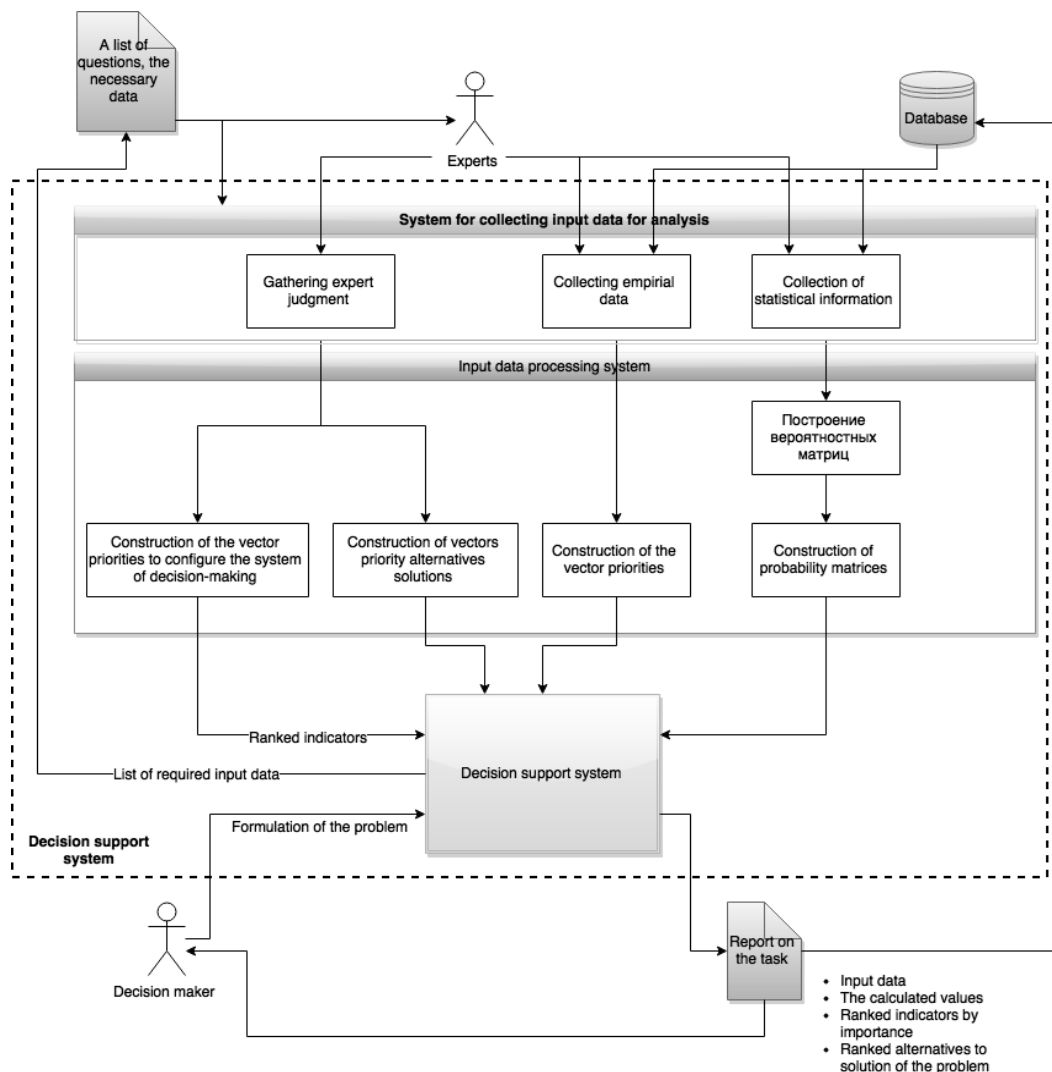 A list of
questions, the
necessary
data
Experts
Database
System for collecting input data for analysis
Gathering expert
judgment
Collecting empirial
data
Collection of
statistical information
Input data processing system
Построение
вероятностных
матриц
Construction of the vector
priorities to configure the system
of decision-making
Construction of vectors
priority alternatives
solutions
Construction of the
vector priorities
Construction of
probability matrices
Ranked indicators
List of required input data
Decision support system
Formulation of the problem
Decision support
system
Decision maker
Report on
the task
• Input data
• The calculated values
• Ranked indicators by
importance
• Ranked alternatives to
solution of the problem